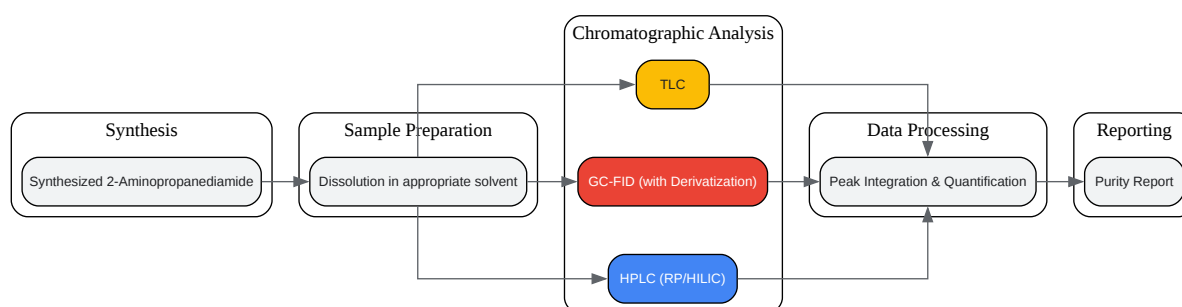 Chromatographic Analysis
TLC
Synthesis
Sample Preparation
Data Processing
Reporting
Synthesized 2-Aminopropanediamide
Dissolution in appropriate solvent
GC-FID (with Derivatization)
Peak Integration & Quantification
Purity Report
HPLC (RP/HILIC)